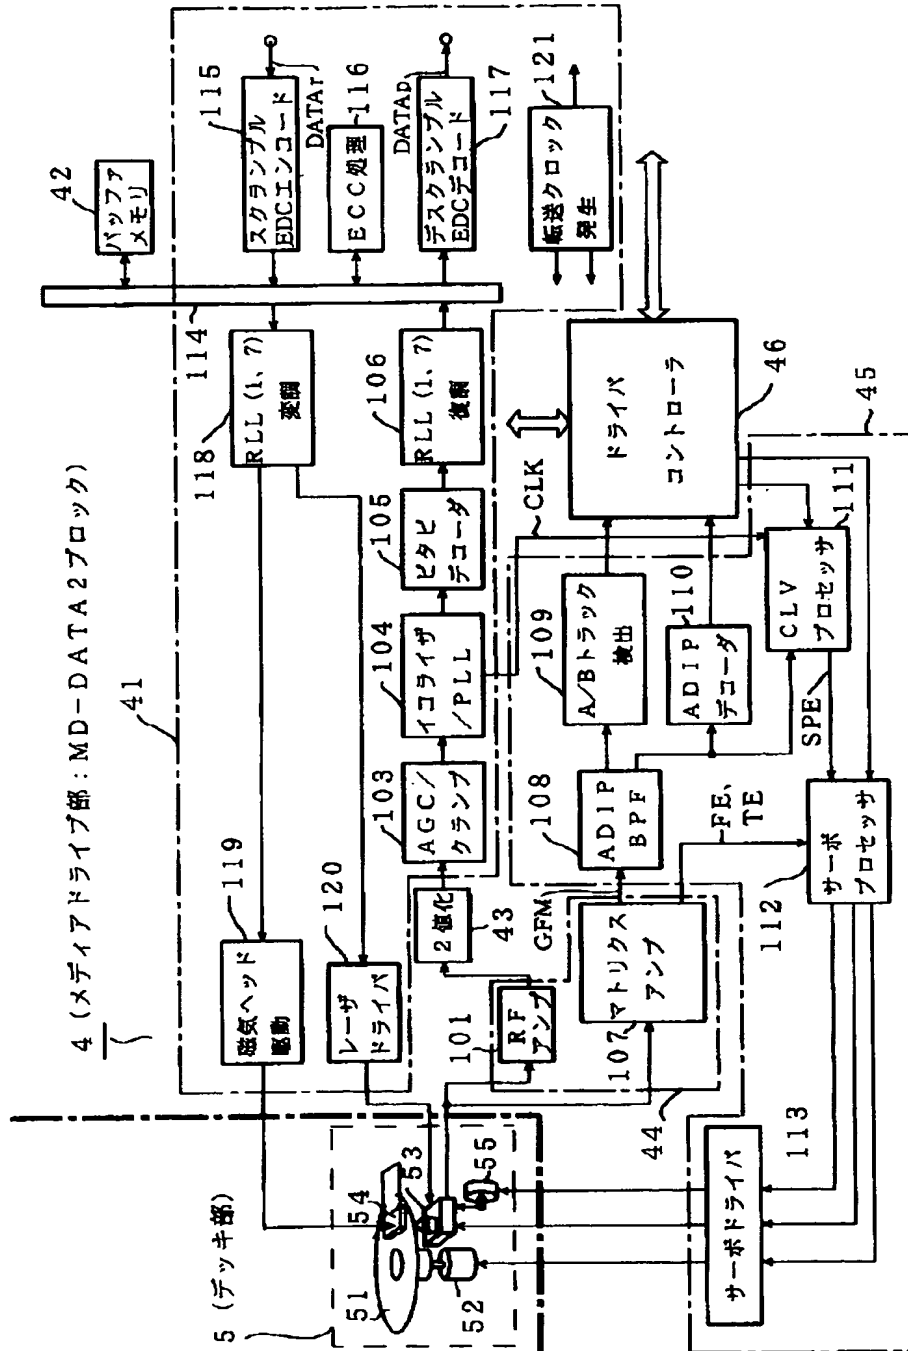 4 (メディアドライブ部:MD-DATA2ブロック)
41
42
バッファ
メモリ
115
スクランブル
EDCエンコード
DATAr
116
ECC処理
DATAp
デスクランブル
EDCデコード
117
121
転送クロック
発生
114
118
RLL(1、7)
変調
106
RLL(1、7)
復調
105
ビタビ
デコーダ
104
イコライザ
/PLL
103
AGC/
クランプ
2値化
43
119
磁気ヘッド
駆動
120
レーザ
ドライバ
101
RF
アンプ
107
マトリクス
アンプ
44
GFM
108
ADIP
BPF
109
A/Bトラック
検出
110
ADIP
デコーダ
CLK
ドライバ
コントローラ
46
45
111
CLV
プロセッサ
SPE
FE、
TE
112
サーボ
プロセッサ
113
サーボドライバ
5 (デッキ部)
51
52
53
54
55